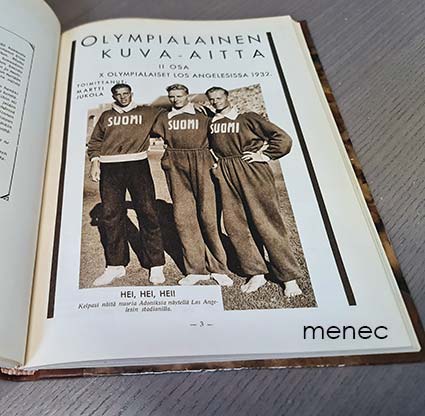 OLYMPIALAINEN
KUVA-AITTA
II OSA
X OLYMPIALAISET LOS ANGELESISSA 1932.
TOIMITTANUT
MARTTI
JUKOLA
SUOMI
SUOMI
SUOMI
HEI, HEI, HEI!
Kelpasi näitä nuoria Adoniksia näytellä Los Ange-
lesin stadionilla.
— 3 —
menec